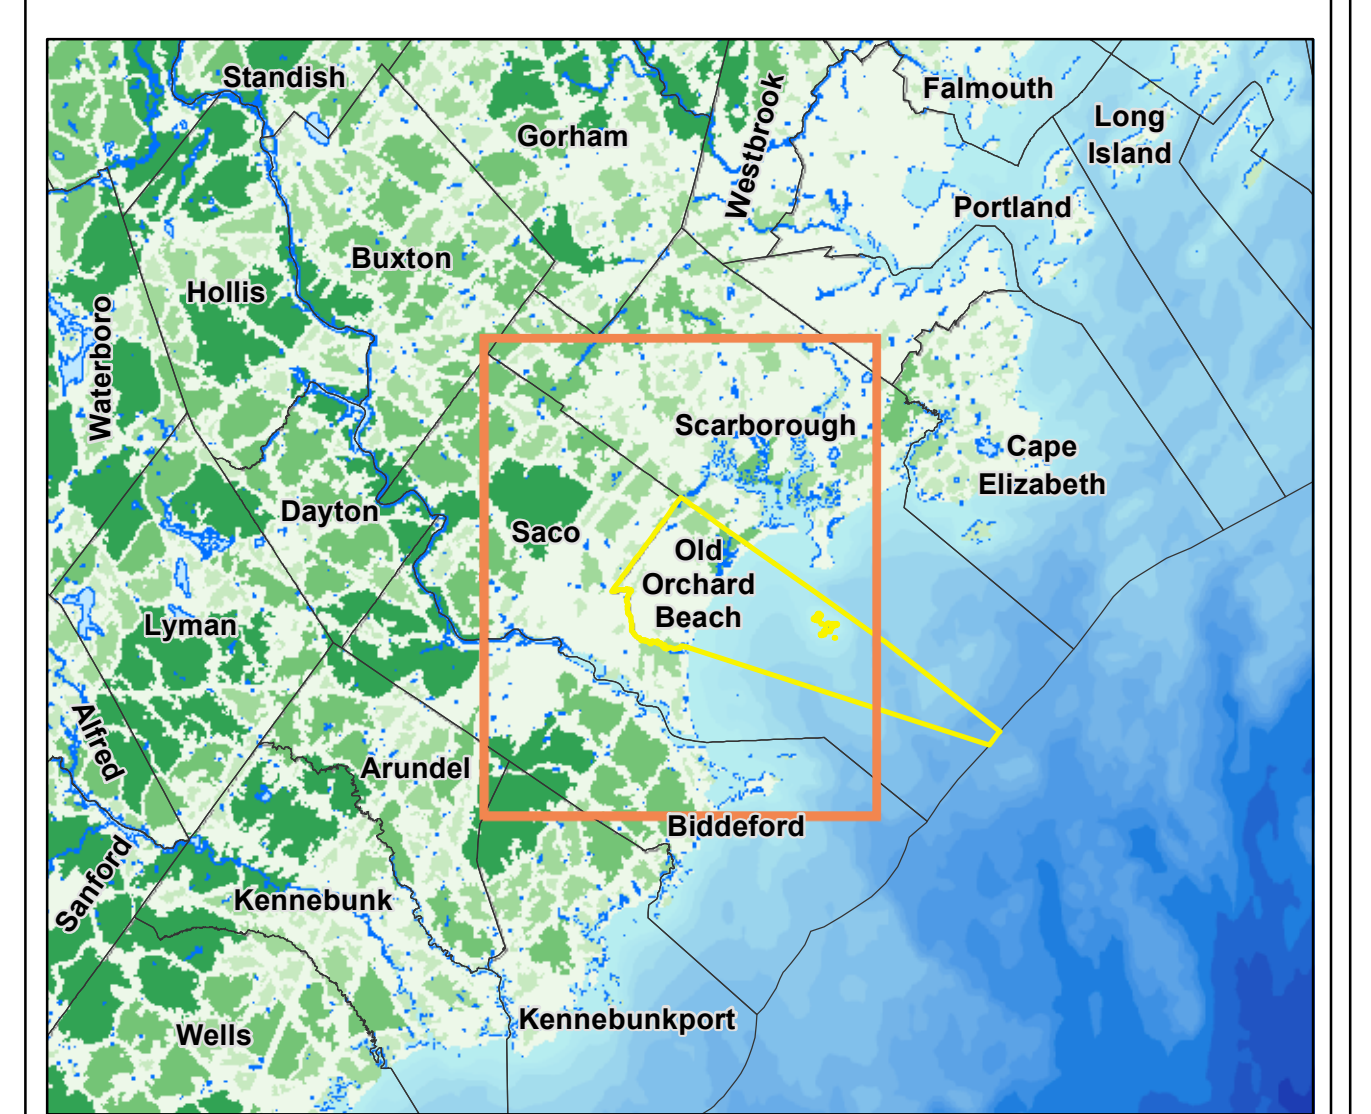 Standish
Falmouth
Gorham
Long
Island
Westbrook
Portland
Buxton
Hollis
Waterboro
Scarborough
Cape
Elizabeth
Dayton
Saco
Old
Orchard
Beach
Lyman
Alfred
Arundel
Biddeford
Sanford
Kennebunk
Kennebunkport
Wells